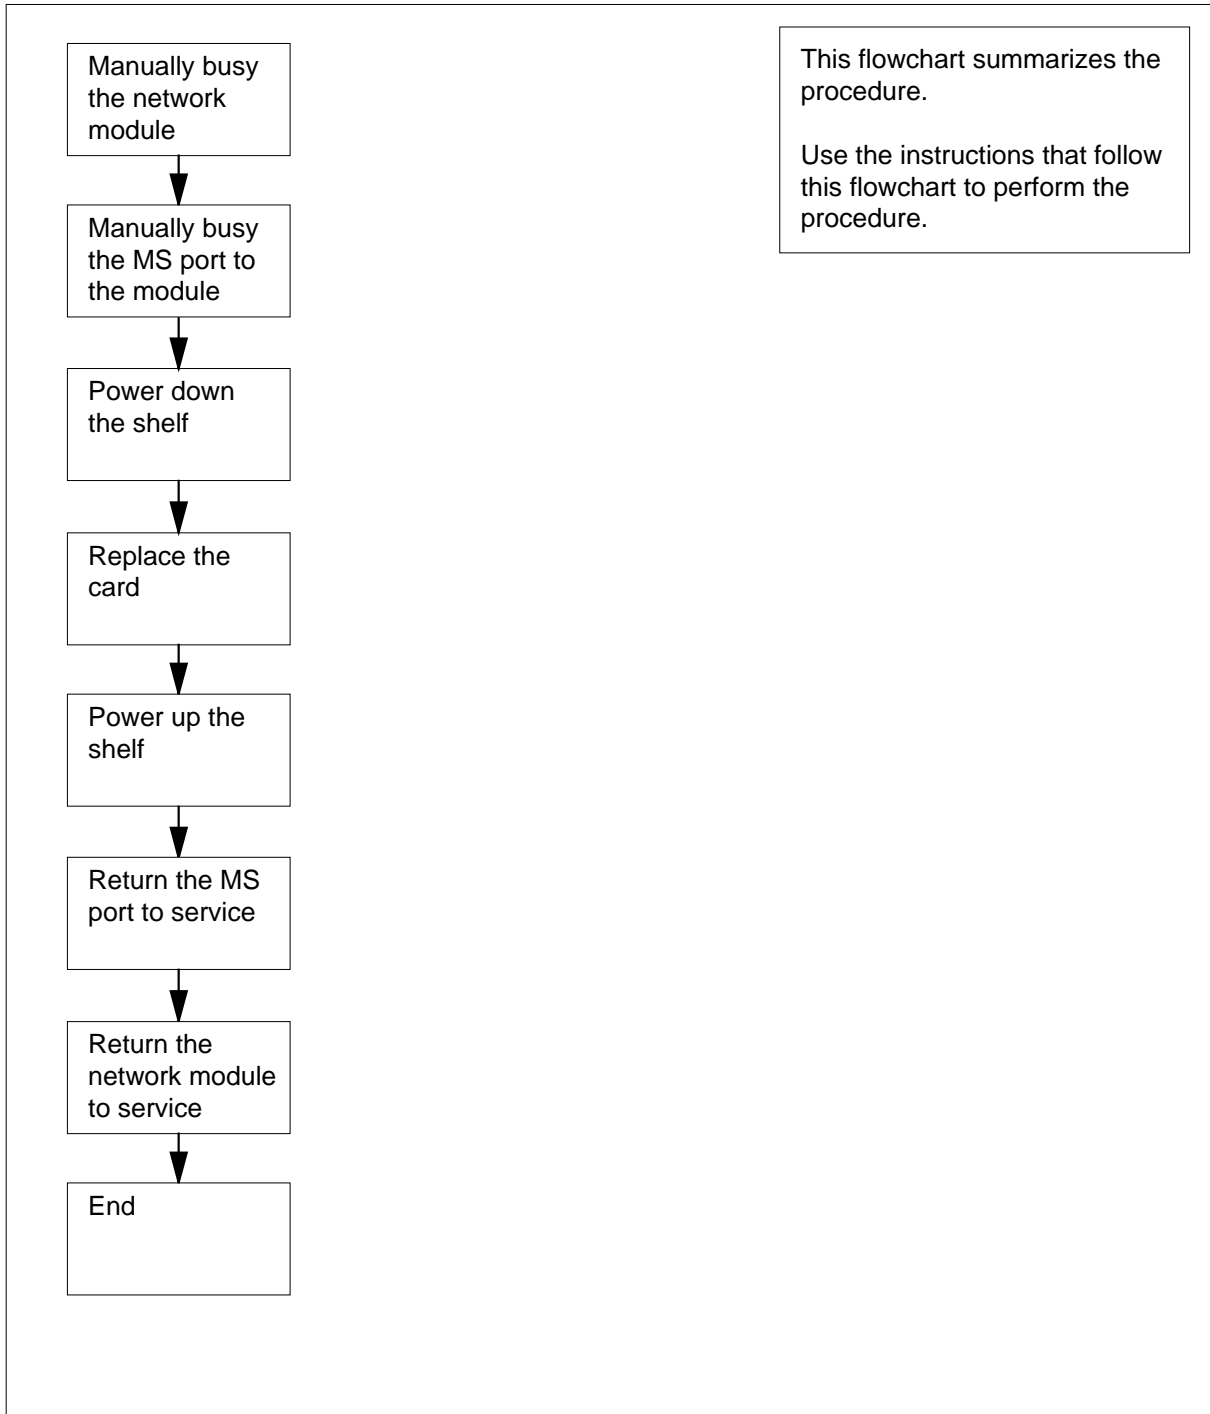 Manually busy
the network
module
This flowchart summarizes the
procedure.
Use the instructions that follow
this flowchart to perform the
procedure.
Manually busy
the MS port to
the module
Power down
the shelf
Replace the
card
Power up the
shelf
Return the MS
port to service
Return the
network module
to service
End